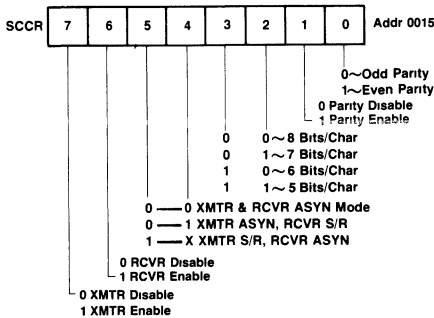 SCCR 7 6 5 4 3 2 1 0 Addr 0015
0~Odd Parity
1~Even Parity
0 Parity Disable
1 Parity Enable
0 0~8 Bits/Char
0 1~7 Bits/Char
1 0~6 Bits/Char
1 1~5 Bits/Char
0 — 0 XMTR & RCVR ASYN Mode
0 — 1 XMTR ASYN, RCVR S/R
1 — X XMTR S/R, RCVR ASYN
0 RCVR Disable
1 RCVR Enable
0 XMTR Disable
1 XMTR Enable